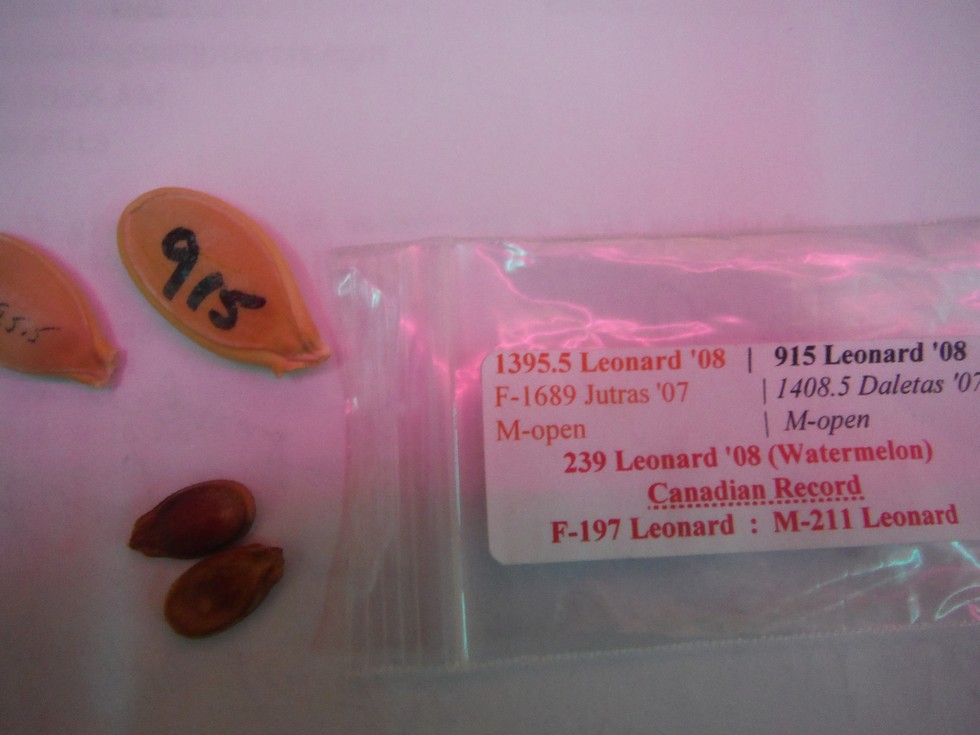 915
1395.5 Leonard '08 | 915 Leonard '08
F-1689 Jutras '07 | 1408.5 Daletas '07
M-open | M-open
239 Leonard '08 (Watermelon)
Canadian Record
F-197 Leonard : M-211 Leonard